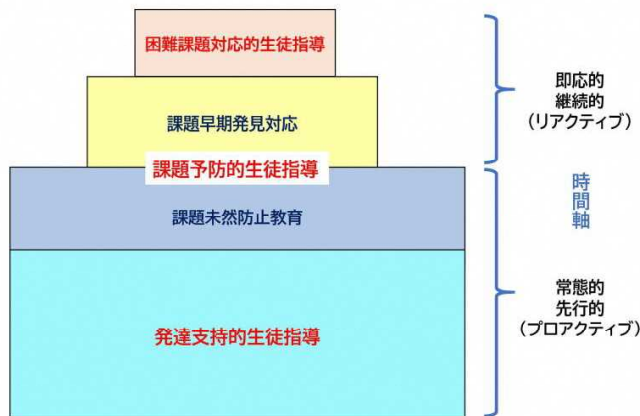 困難課題対応的生徒指導
課題早期発見対応
課題予防的生徒指導
課題未然防止教育
発達支持的生徒指導
即応的
継続的
(リアクティブ)
時間軸
常態的
先行的
(プロアクティブ)